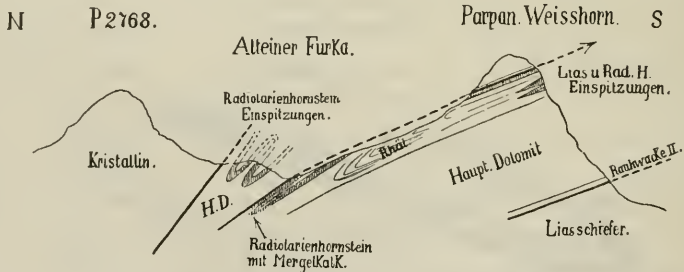 N P2768. Parpan. Weisshorn. S
Alteiner Furka.
Radiolarienhornstein
Einspitzungen.
Lias u Rad. H.
Einspitzungen.
Kristallin.
Rhät
Haupt. Dolomit
Rauhwacke II.
H.D.
Liasschiefer.
Radiolarienhornstein
mit Mergelkalk.